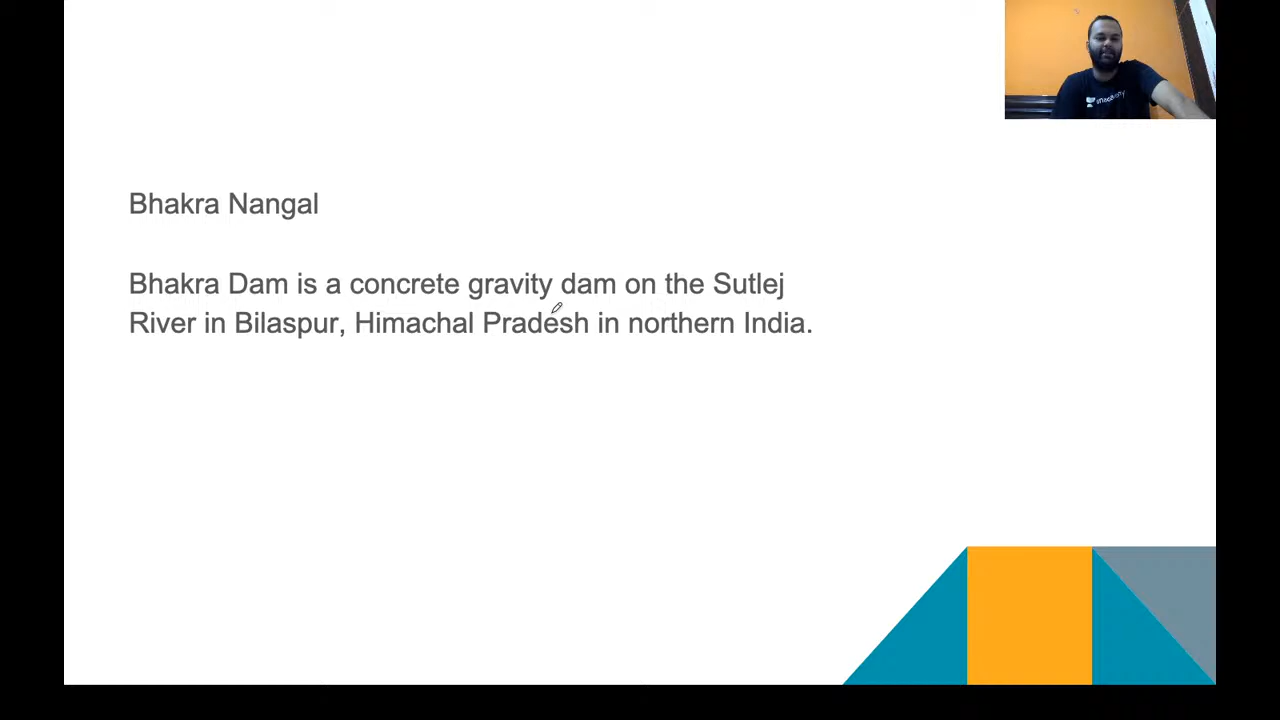 Bhakra Nangal
Bhakra Dam is a concrete gravity dam on the Sutlej
River in Bilaspur, Himachal Pradesh in northern India.